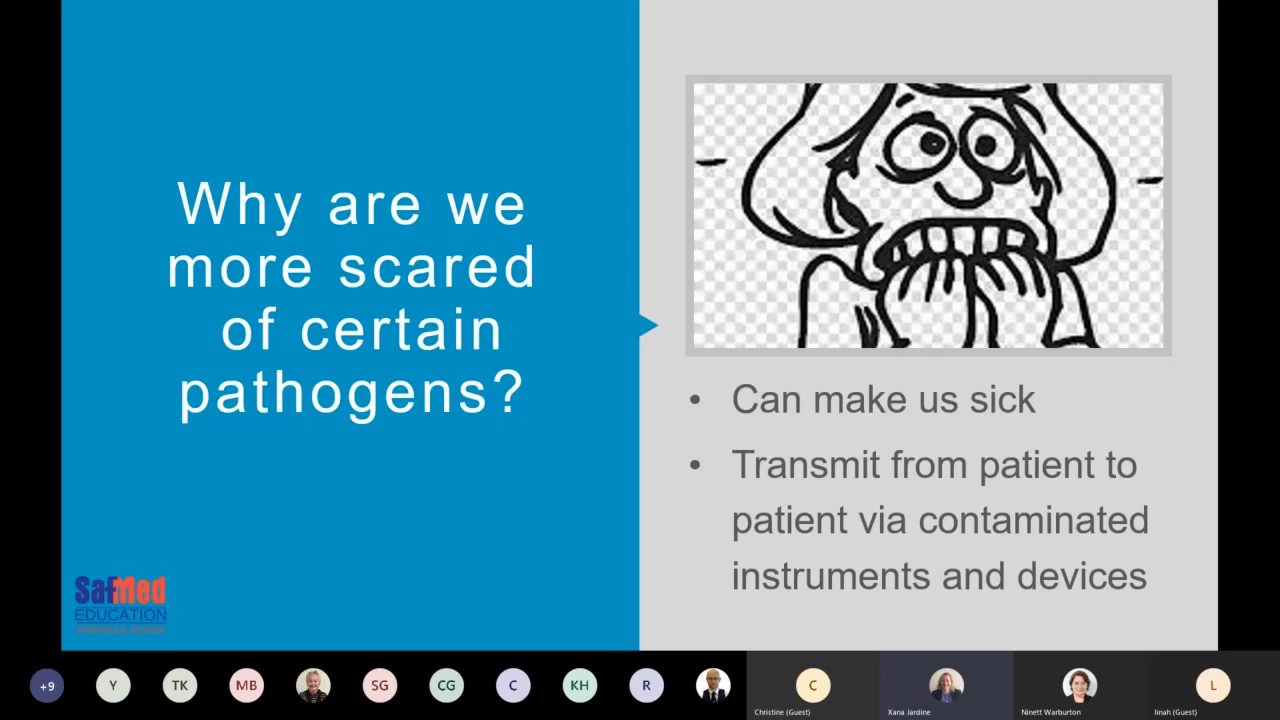 Why are we
more scared
of certain
pathogens?
• Can make us sick
• Transmit from patient to
patient via contaminated
instruments and devices
SafMed
EDUCATION
+9
Y
TK
MB
SG
CG
C
KH
R
C
L
Christine (Guest)
Xana Jardine
Ninett Warburton
linah (Guest)